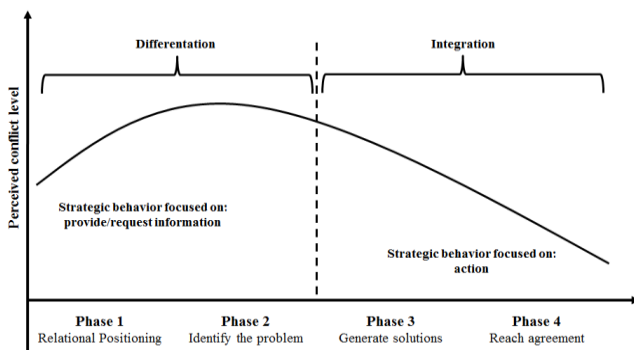 Differentation
Integration
Perceived conflict level
Strategic behavior focused on:
provide/request information
Strategic behavior focused on:
action
Phase 1
Relational Positioning
Phase 2
Identify the problem
Phase 3
Generate solutions
Phase 4
Reach agreement